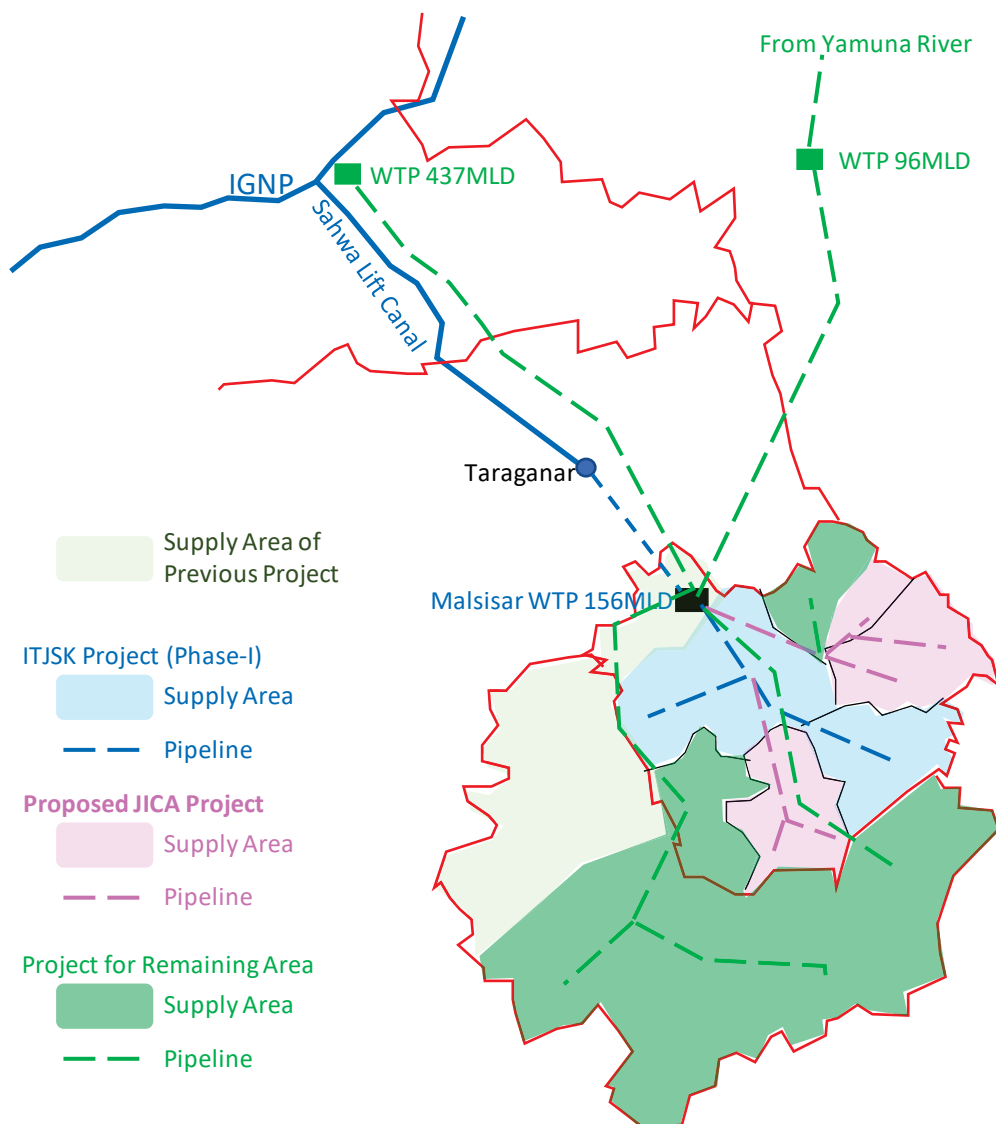 From Yamuna River
WTP 96MLD
WTP 437MLD
IGNP
Sahwa Lift Canal
Taraganar
Malsisar WTP 156MLD
Supply Area of
Previous Project
ITJSK Project (Phase-I)
Supply Area
Pipeline
Proposed JICA Project
Supply Area
Pipeline
Project for Remaining Area
Supply Area
Pipeline